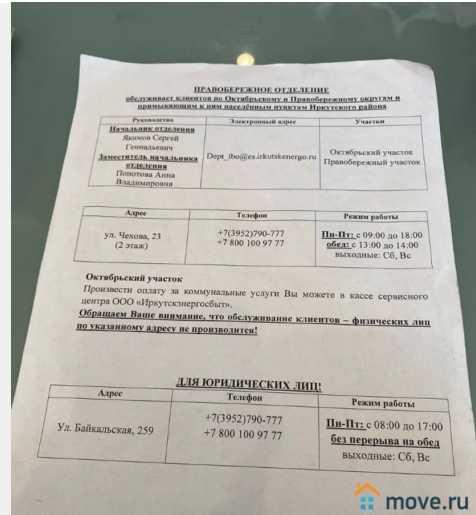 ПРАВОБЕРЕЖНОЕ ОТДЕЛЕНИЕ
обслуживает клиентов по Октябрьскому и Правобережному округам и
примыкающим к ним населённым пунктам Иркутского района
Руководство Электронный адрес Участки
Начальник отделения
Якимов Сергей
Геннадьевич
Заместитель начальника
отделения
Попотова Анна
Владимировна
Dept_lbo@es.irkutskenergo.ru
Октябрьский участок
Правобережный участок
Адрес Телефон Режим работы
ул. Чехова, 23
(2 этаж)
+7(3952)790-777
+7 800 100 97 77
Пн-Пт: с 09:00 до 18:00
обед: с 13:00 до 14:00
выходные: Сб, Вс
Октябрьский участок
Произвести оплату за коммунальные услуги Вы можете в кассе сервисного
центра ООО «Иркутскэнергосбыт».
Обращаем Ваше внимание, что обслуживание клиентов – физических лиц
по указанному адресу не производится!
ДЛЯ ЮРИДИЧЕСКИХ ЛИЦ!
Адрес Телефон Режим работы
Ул. Байкальская, 259
+7(3952)790-777
+7 800 100 97 77
Пн-Пт: с 08:00 до 17:00
без перерыва на обед
выходные: Сб, Вс
move.ru